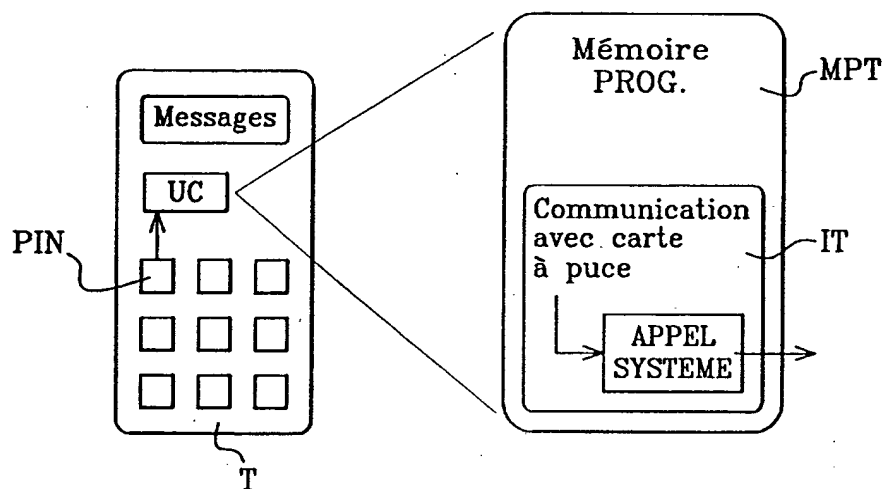 Messages
UC
PIN
T
Mémoire
PROG.
MPT
Communication
avec carte
à puce
IT
APPEL
SYSTEME